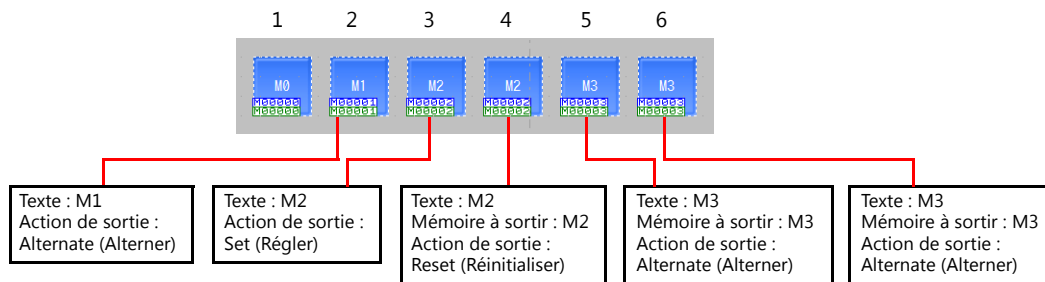 1 2 3 4 5 6
M0 M1 M2 M2 M3 M3
M00000 M00001 M00002 M00002 M00003 M00003
M00000 M00001 M00002 M00002 M00003 M00003
Texte : M1
Action de sortie :
Alternate (Alterner)
Texte : M2
Action de sortie :
Set (Régler)
Texte : M2
Mémoire à sortir : M2
Action de sortie :
Reset (Réinitialiser)
Texte : M3
Mémoire à sortir : M3
Action de sortie :
Alternate (Alterner)
Texte : M3
Mémoire à sortir : M3
Action de sortie :
Alternate (Alterner)